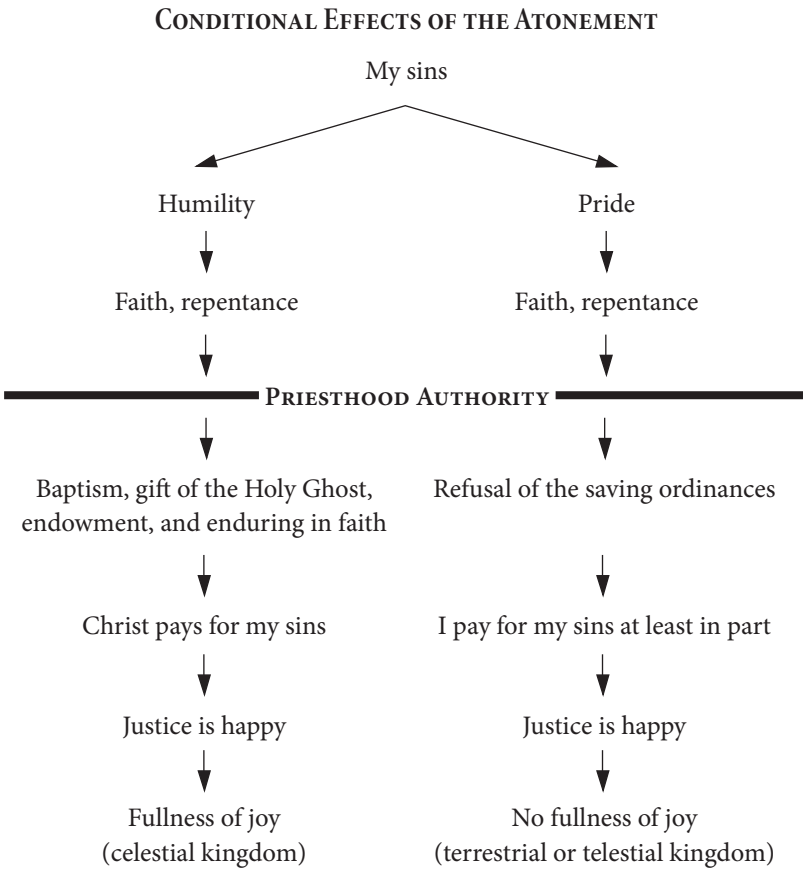 Conditional Effects of the Atonement
My sins
Humility
Pride
Faith, repentance
Faith, repentance
Priesthood Authority
Baptism, gift of the Holy Ghost,
endowment, and enduring in faith
Refusal of the saving ordinances
Christ pays for my sins
I pay for my sins at least in part
Justice is happy
Justice is happy
Fullness of joy
(celestial kingdom)
No fullness of joy
(terrestrial or telestial kingdom)